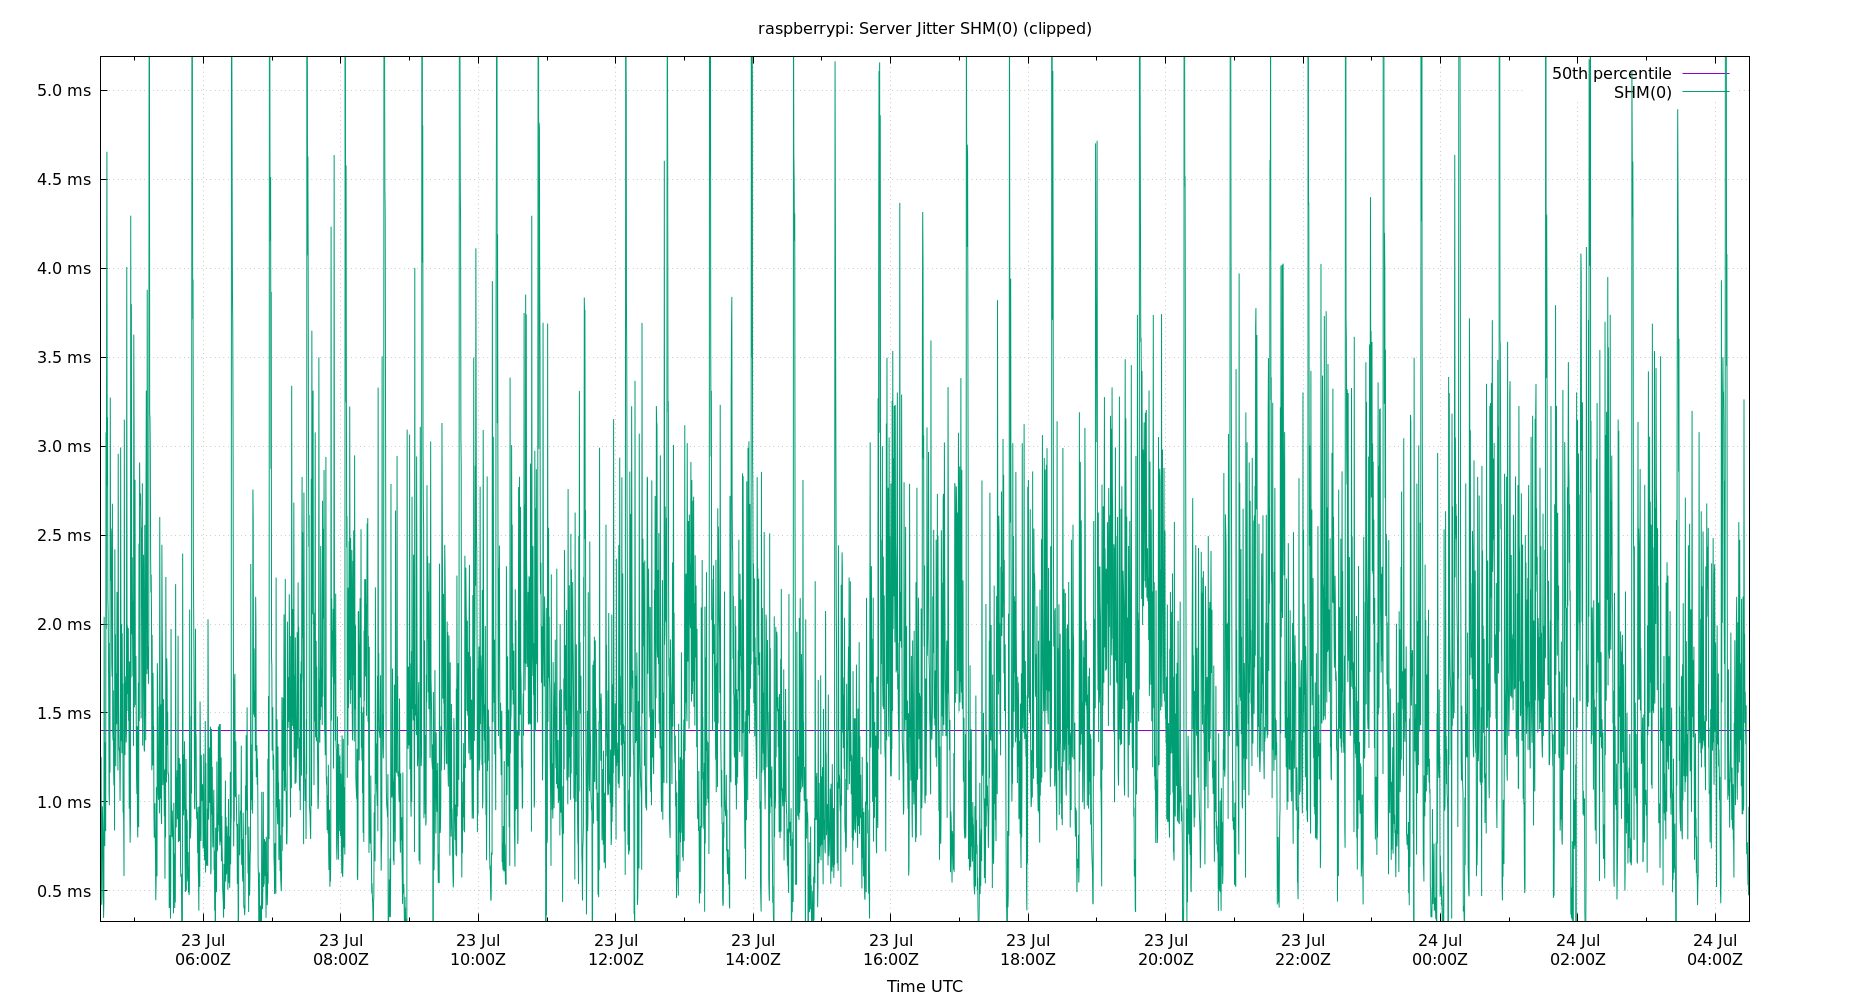 raspberrypi: Server Jitter SHM(0) (clipped)
50th percentile
SHM(0)
5.0 ms
4.5 ms
4.0 ms
3.5 ms
3.0 ms
2.5 ms
2.0 ms
1.5 ms
1.0 ms
0.5 ms
23 Jul 23 Jul 23 Jul 23 Jul 23 Jul 23 Jul 23 Jul 23 Jul 23 Jul 24 Jul 24 Jul 24 Jul
06:00Z 08:00Z 10:00Z 12:00Z 14:00Z 16:00Z 18:00Z 20:00Z 22:00Z 00:00Z 02:00Z 04:00Z
Time UTC